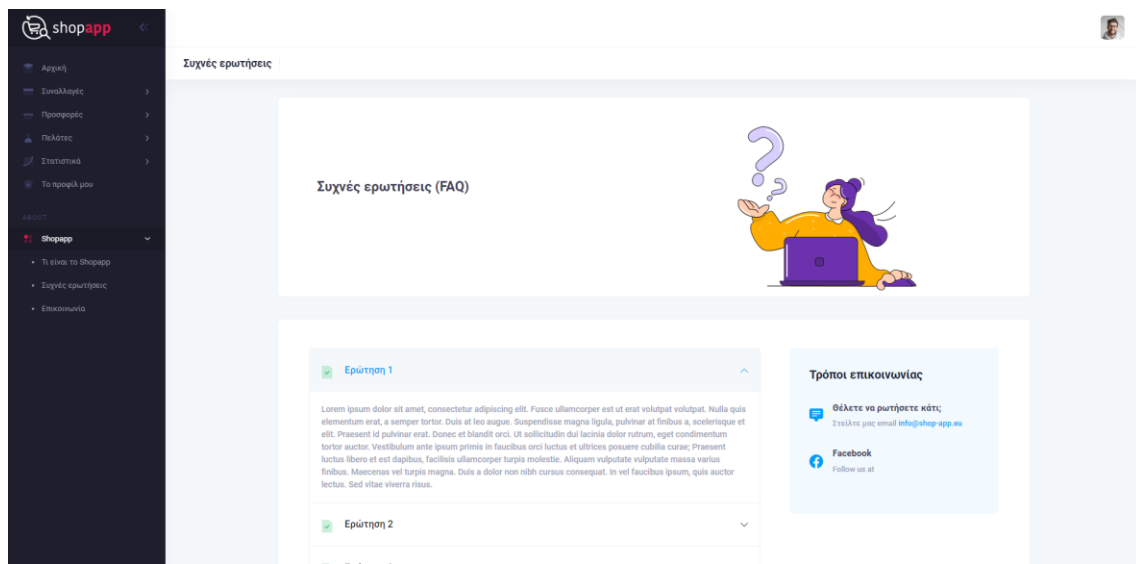 shopapp
Αρχική
Συναλλαγές
Προσφορές
Πελάτες
Στατιστικά
Το προφίλ μου
ABOUT
Shopapp
Τι είναι το Shopapp
Συχνές ερωτήσεις
Επικοινωνία
Συχνές ερωτήσεις
Συχνές ερωτήσεις (FAQ)
Ερώτηση 1
Lorem ipsum dolor sit amet, consectetur adipiscing elit. Fusce ullamcorper est ut erat volutpat volutpat. Nulla quis
elementum erat, a semper tortor. Duis at leo augue. Suspendisse magna ligula, pulvinar at finibus a, scelerisque et
elit. Praesent id pulvinar erat. Donec et blandit orci. Ut sollicitudin dui lacinia dolor rutrum, eget condimentum
tortor auctor. Vestibulum ante ipsum primis in faucibus orci luctus et ultrices posuere cubilia curae; Praesent
luctus libero et est dapibus, facilisis ullamcorper turpis molestie. Aliquam vulputate vulputate massa varius
finibus. Maecenas vel turpis magna. Duis a dolor non nibh cursus consequat. In vel faucibus ipsum, quis auctor
lectus. Sed vitae viverra risus.
Ερώτηση 2
Τρόποι επικοινωνίας
Θέλετε να ρωτήσετε κάτι;
Στείλτε μας email info@shop-app.eu
Facebook
Follow us at